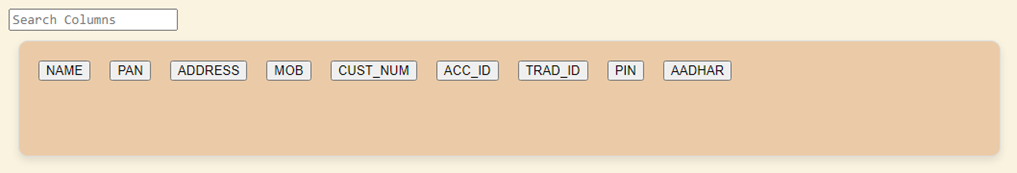 Search Columns
NAME PAN ADDRESS MOB CUST_NUM ACC_ID TRAD_ID PIN AADHAR